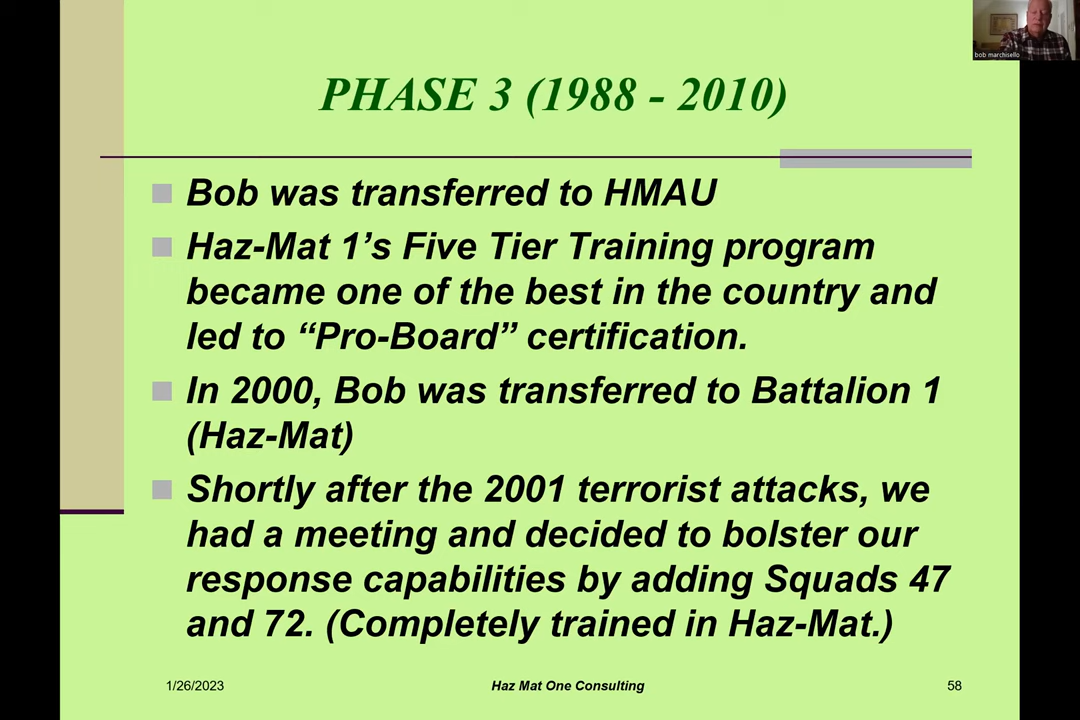 bob marchisello
PHASE 3 (1988 - 2010)
Bob was transferred to HMAU
Haz-Mat 1’s Five Tier Training program
became one of the best in the country and
led to “Pro-Board” certification.
In 2000, Bob was transferred to Battalion 1
(Haz-Mat)
Shortly after the 2001 terrorist attacks, we
had a meeting and decided to bolster our
response capabilities by adding Squads 47
and 72. (Completely trained in Haz-Mat.)
1/26/2023 Haz Mat One Consulting 58